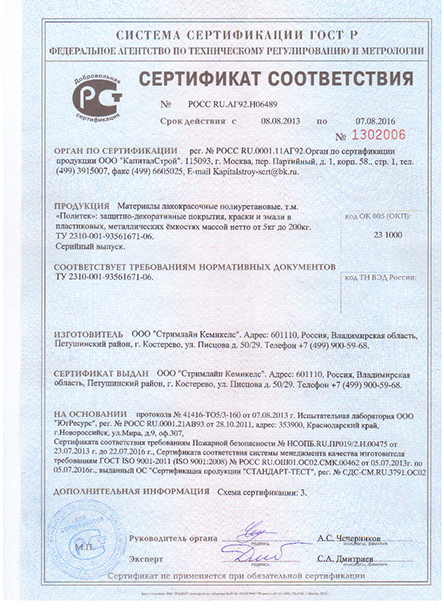 СИСТЕМА СЕРТИФИКАЦИИ ГОСТ Р
ФЕДЕРАЛЬНОЕ АГЕНТСТВО ПО ТЕХНИЧЕСКОМУ РЕГУЛИРОВАНИЮ И МЕТРОЛОГИИ
Добровольная
сертификация
СЕРТИФИКАТ СООТВЕТСТВИЯ
№ РОСС RU.АГ92.Н06489
Срок действия с 08.08.2013 по 07.08.2016
№ 1302006
ОРГАН ПО СЕРТИФИКАЦИИ рег. № РОСС RU.0001.11АГ92.Орган по сертификации
продукции ООО "КапиталСтрой". 115093, г. Москва, пер. Партийный, д. 1, корп. 58., стр. 1, тел.
(499) 3915007, факс (499) 6605025, E-mail Kapitalstroy-sert@bk.ru.
ПРОДУКЦИЯ Материалы лакокрасочные полиуретановые, т.м.
«Политек»: защитно-декоративные покрытия, краски и эмали в
пластиковых, металлических ёмкостях массой нетто от 5кг до 200кг.
ТУ 2310-001-93561671-06.
Серийный выпуск.
код ОК 005 (ОКП):
23 1000
СООТВЕТСТВУЕТ ТРЕБОВАНИЯМ НОРМАТИВНЫХ ДОКУМЕНТОВ
ТУ 2310-001-93561671-06.
код ТН ВЭД России:
ИЗГОТОВИТЕЛЬ ООО "Стримлайн Кемикелс". Адрес: 601110, Россия, Владимирская область,
Петушинский район, г. Костерево, ул. Писцова д. 50/29. Телефон +7 (499) 900-59-68.
СЕРТИФИКАТ ВЫДАН ООО "Стримлайн Кемикелс". Адрес: 601110, Россия, Владимирская
область, Петушинский район, г. Костерево, ул. Писцова д. 50/29. Телефон +7 (499) 900-59-68.
НА ОСНОВАНИИ протокола № 41416-ТО5/3-160 от 07.08.2013 г. Испытательная лаборатория ООО
"ЮгРесурс", рег. № РОСС RU.0001.21АВ93 от 28.10.2011, адрес: 353900, Краснодарский край,
г.Новороссийск, ул.Мира, д.9, оф.307,
Сертификата соответствия требованиям Пожарной безопасности № НСОПБ.RU.ПР019/2.Н.00475 от
23.07.2013 г. до 22.07.2016 г., Сертификата соответствия системы менеджмента качества изготовителя
требованиям ГОСТ ISO 9001-2011 (ISO 9001:2008) № РОСС RU.ОШ01.ОС02.СМК.00462 от 05.07.2013г. по
05.07.2016г., выданный ОС "Сертификация продукции "СТАНДАРТ-ТЕСТ", рег. № СДС-СМ.RU.3791.ОС02
ДОПОЛНИТЕЛЬНАЯ ИНФОРМАЦИЯ Схема сертификации: 3.
М.П.
Руководитель органа А.С. Чечерников
подпись инициалы, фамилия
Эксперт С.А. Дмитриев
подпись инициалы, фамилия
Сертификат не применяется при обязательной сертификации